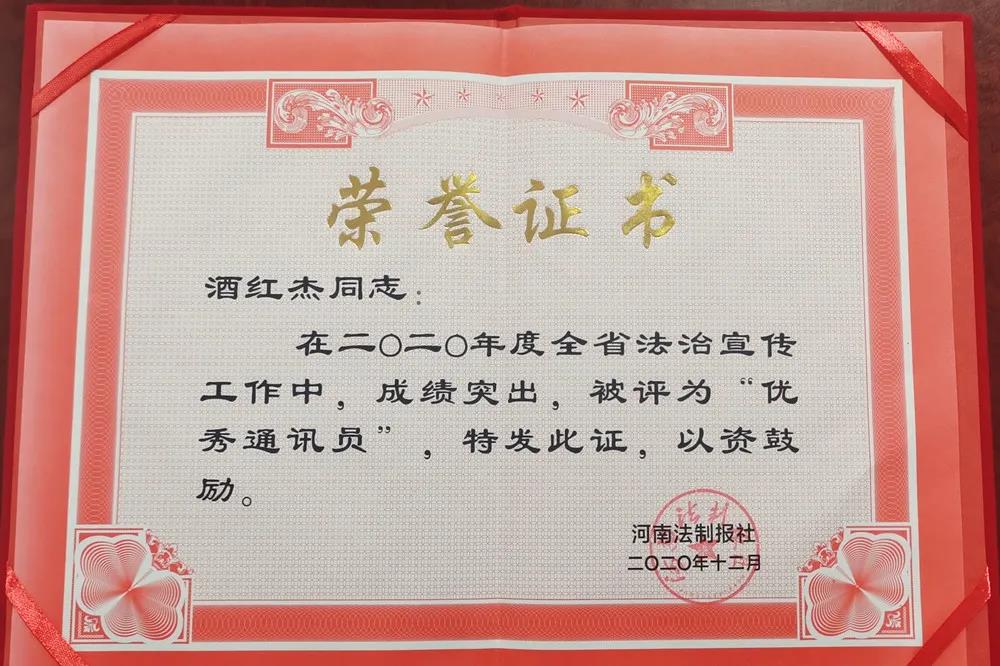 荣誉证书
酒红杰同志：
在二〇二〇年度全省法治宣传
工作中，成绩突出，被评为“优
秀通讯员”，特发此证，以资鼓
励。
河南法制报社
二〇二〇年十二月